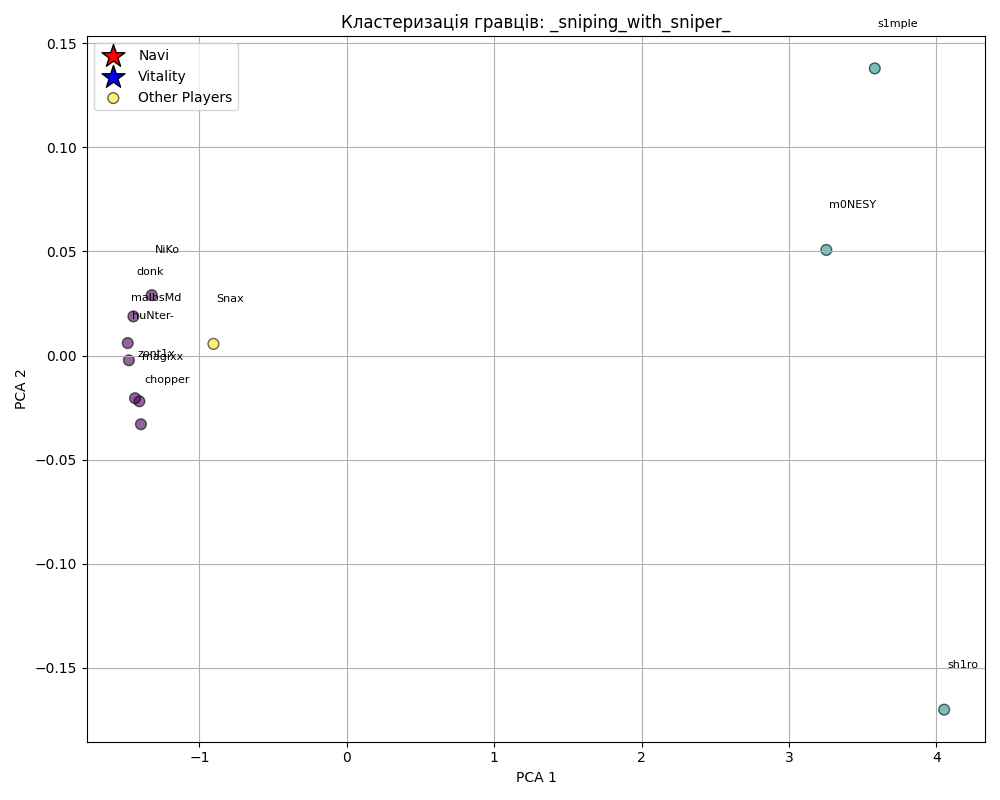 Кластеризація гравців: _sniping_with_sniper_
s1mple
Navi
Vitality
Other Players
m0NESY
NiKo
donk
malbsMd
Snax
huNter-
zont1x
magixx
chopper
sh1ro
0.15
0.10
0.05
0.00
−0.05
−0.10
−0.15
PCA 2
−1
0
1
2
3
4
PCA 1